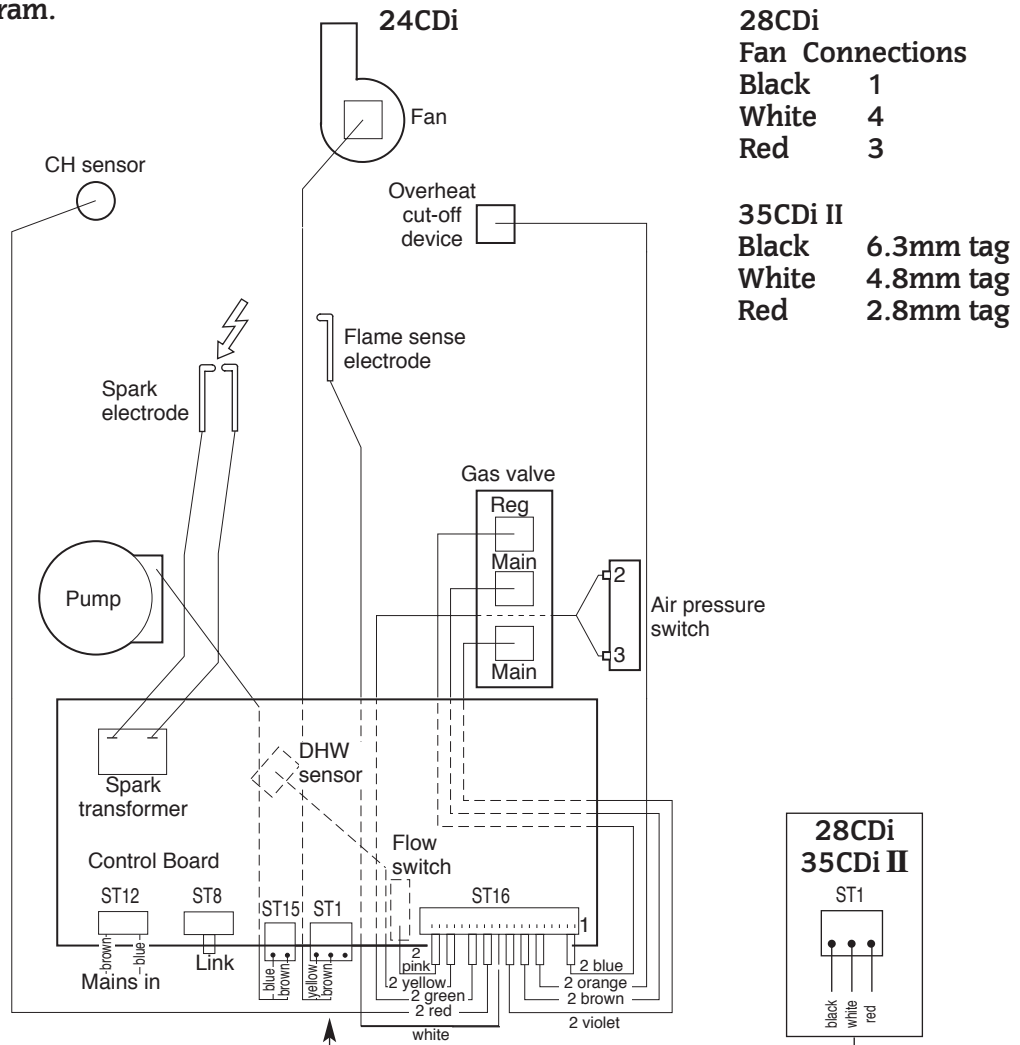 ram.
24CDi
28CDi
Fan Connections
Black 1
White 4
Red 3
35CDi II
Black 6.3mm tag
White 4.8mm tag
Red 2.8mm tag
Fan
CH sensor
Overheat
cut-off
device
Flame sense
electrode
Spark
electrode
Gas valve
Reg
Main
Main
Pump
2
3
Air pressure
switch
Spark
transformer
DHW
sensor
Control Board
Flow
switch
ST12
ST8
ST15
ST1
ST16
1
brown
blue
Mains in
Link
blue
brown
yellow
brown
2
pink
2 yellow
2 green
2 red
white
2 blue
2 orange
2 brown
2 violet
28CDi
35CDi II
ST1
black
white
red